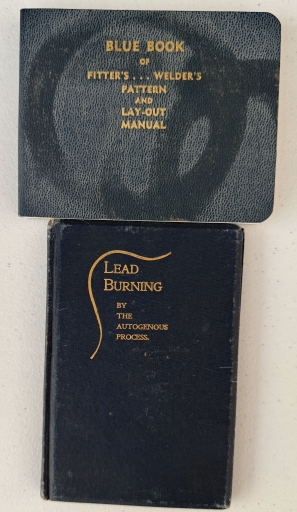 BLUE BOOK
OF
FITTER'S . . . WELDER'S
PATTERN
AND
LAY-OUT
MANUAL
LEAD
BURNING
BY
THE
AUTOGENOUS
PROCESS.